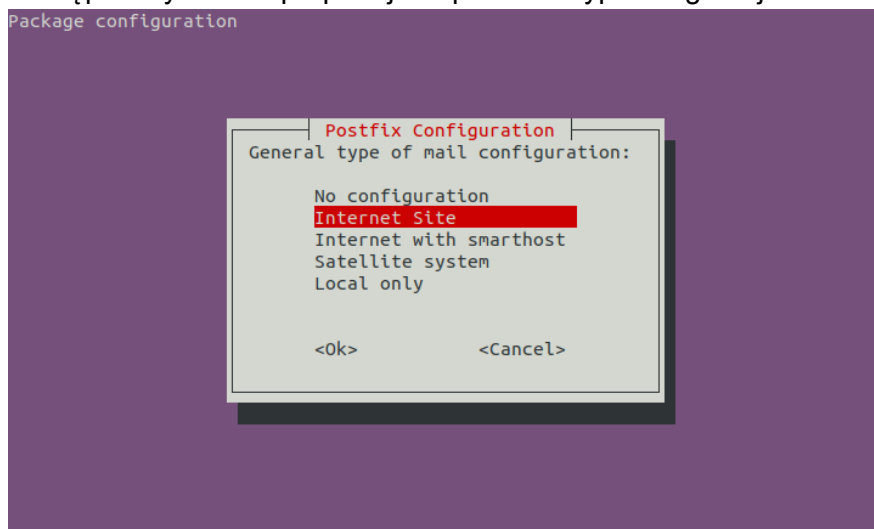 Package configuration
Postfix Configuration
General type of mail configuration:
No configuration
Internet Site
Internet with smarthost
Satellite system
Local only
<Ok> <Cancel>